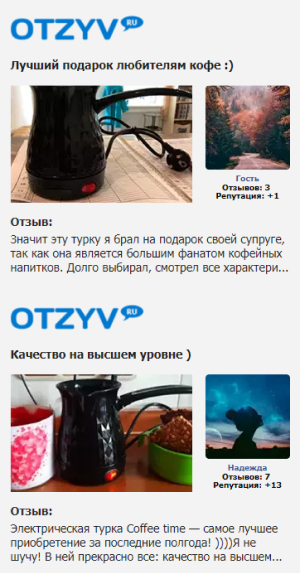 OTZYV RU
Лучший подарок любителям кофе :)
Гость
Отзывов: 3
Репутация: +1
Отзыв:
Значит эту турку я брал на подарок своей супруге,
так как она является большим фанатом кофейных
напитков. Долго выбирал, смотрел все характери...
OTZYV RU
Качество на высшем уровне )
Надежда
Отзывов: 7
Репутация: +13
Отзыв:
Электрическая турка Coffee time — самое лучшее
приобретение за последние полгода! ))))Я не
шучу! В ней прекрасно все: качество на высшем...